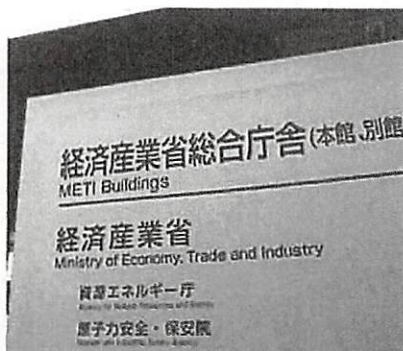 経済産業省総合庁舎(本館、別館
METI Buildings
経済産業省
Ministry of Economy, Trade and Industry
資源エネルギー庁
原子力安全・保安院